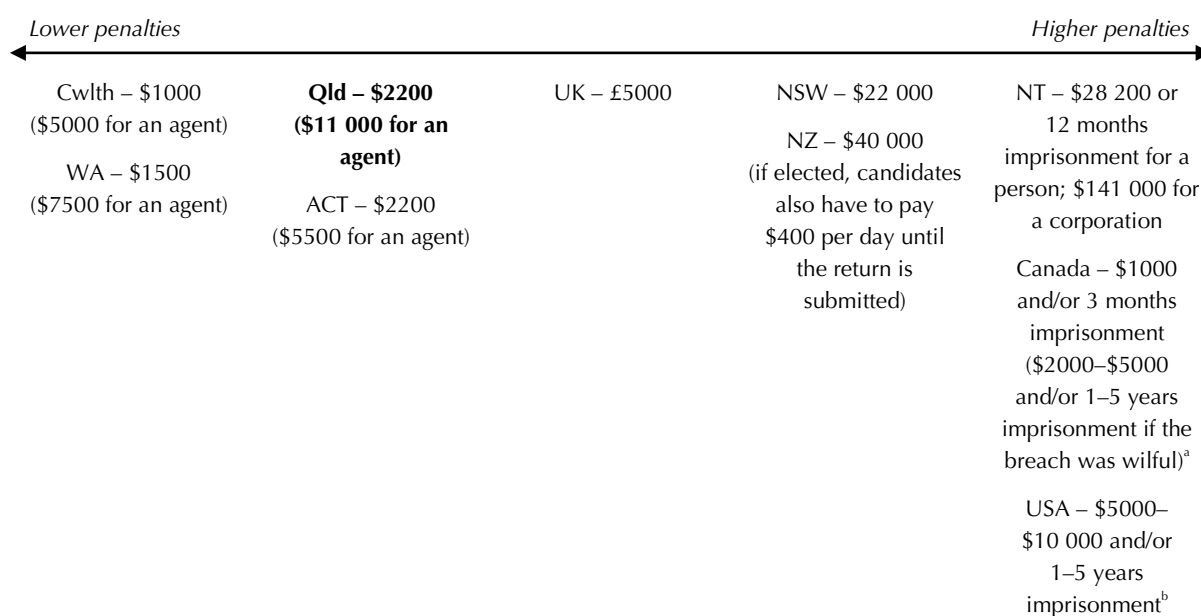 Lower penalties
Higher penalties
Cwlth – $1000
($5000 for an agent)
WA – $1500
($7500 for an agent)
Qld – $2200
($11 000 for an
agent)
ACT – $2200
($5500 for an agent)
UK – £5000
NSW – $22 000
NZ – $40 000
(if elected, candidates
also have to pay
$400 per day until
the return is
submitted)
NT – $28 200 or
12 months
imprisonment for a
person; $141 000 for
a corporation
Canada – $1000
and/or 3 months
imprisonment
($2000–$5000
and/or 1–5 years
imprisonment if the
breach was wilful)a
USA – $5000–
$10 000 and/or
1–5 years
imprisonmentb